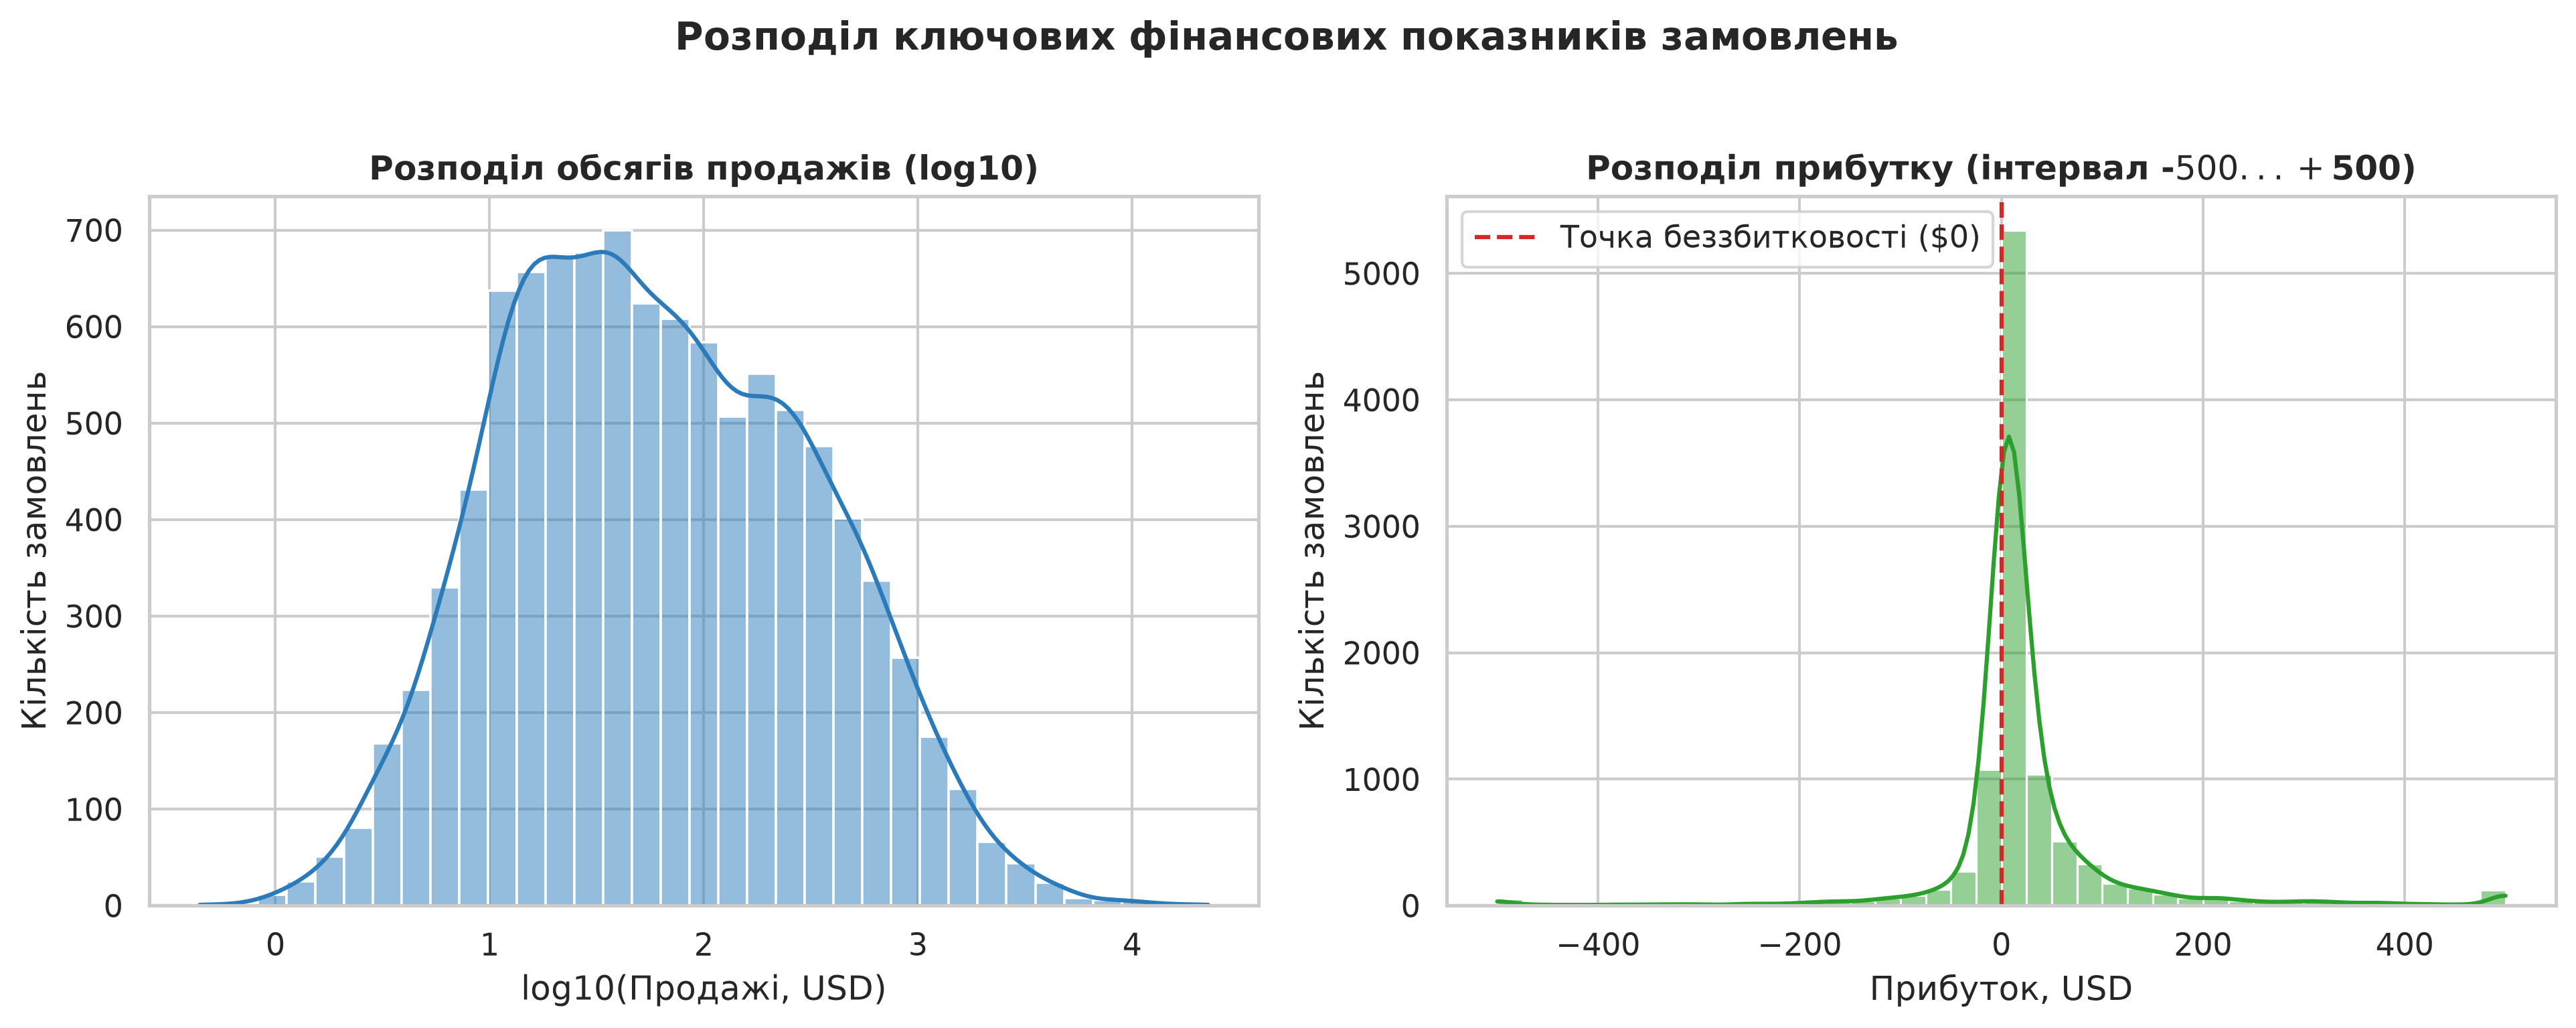 Розподіл ключових фінансових показників замовлень
Розподіл обсягів продажів (log10)
Кількість замовлень
700
600
500
400
300
200
100
0
0 1 2 3 4
log10(Продажі, USD)
Розподіл прибутку (інтервал -500... +500)
Точка беззбитковості ($0)
Кількість замовлень
5000
4000
3000
2000
1000
0
−400 −200 0 200 400
Прибуток, USD